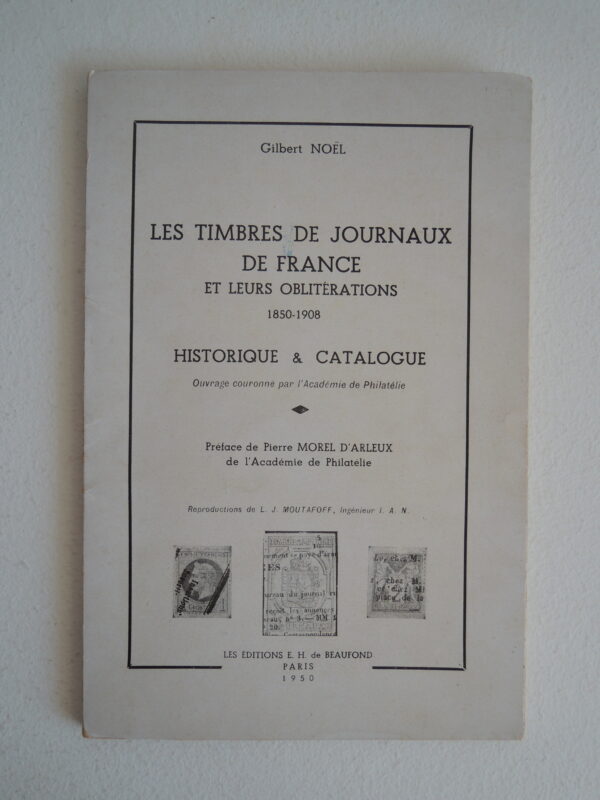 Gilbert NOËL
LES TIMBRES DE JOURNAUX
DE FRANCE
ET LEURS OBLITÉRATIONS
1850-1908
HISTORIQUE & CATALOGUE
Ouvrage couronné par l'Académie de Philatélie
Préface de Pierre MOREL D'ARLEUX
de l'Académie de Philatélie
Reproductions de L. J. MOUTAFOFF, Ingénieur I. A. N.
LES ÉDITIONS E. H. de BEAUFOND
PARIS
1950